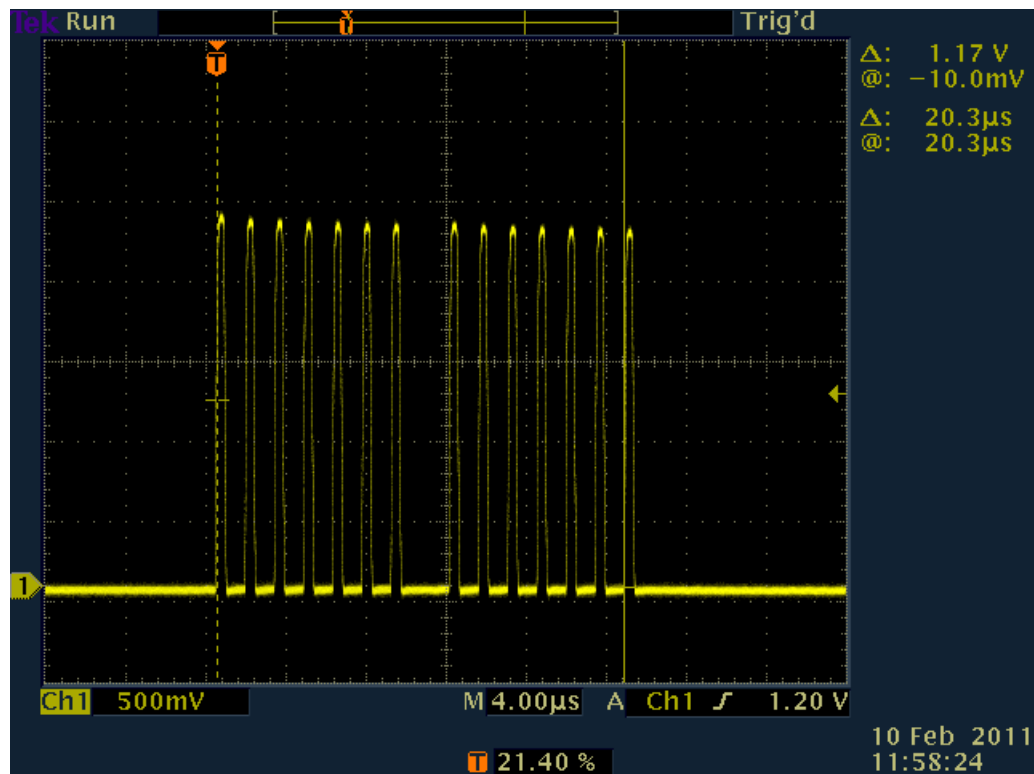 Tek Run Trig'd
T
T
Δ: 1.17 V
@: −10.0mV
Δ: 20.3µs
@: 20.3µs
1
Ch1 500mV M 4.00µs A Ch1 1.20 V
10 Feb 2011
T 21.40 %
11:58:24